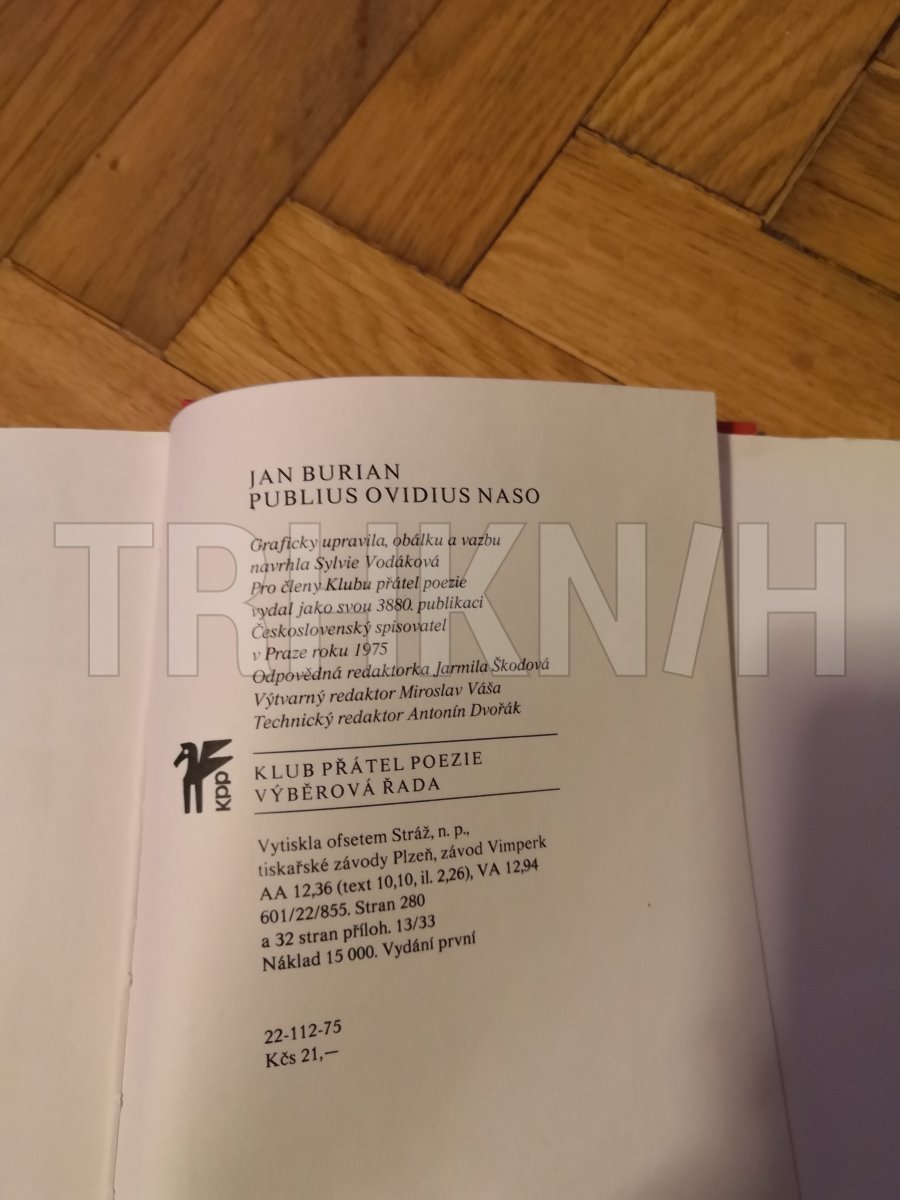 JAN BURIAN
PUBLIUS OVIDIUS NASO
Graficky upravila, obálku a vazbu
navrhla Sylvie Vodáková
Pro členy Klubu přátel poezie
vydal jako svou 3880. publikaci
Československý spisovatel
v Praze roku 1975
Odpovědná redaktorka Jarmila Škodová
Výtvarný redaktor Miroslav Váša
Technický redaktor Antonín Dvořák
kpp
KLUB PŘÁTEL POEZIE
VÝBĚROVÁ ŘADA
Vytiskla ofsetem Stráž, n. p.,
tiskařské závody Plzeň, závod Vimperk
AA 12,36 (text 10,10, il. 2,26), VA 12,94
601/22/855. Stran 280
a 32 stran příloh. 13/33
Náklad 15 000. Vydání první
22-112-75
Kčs 21,—
TRHKNIH